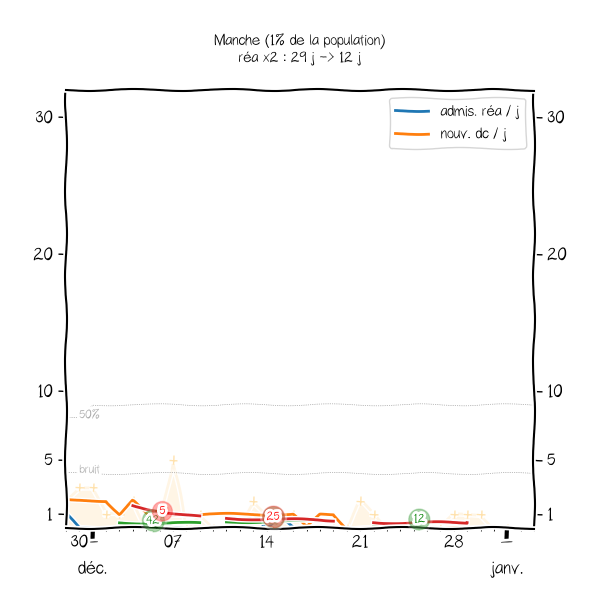 Manche (1% de la population)
réa x2 : 29 j -> 12 j
admis. réa / j
nouv. dc / j
30 30
20 20
10 10
50%
5 5
bruit
1 1
5
42
25
12
30 07 14 21 28
déc. janv.